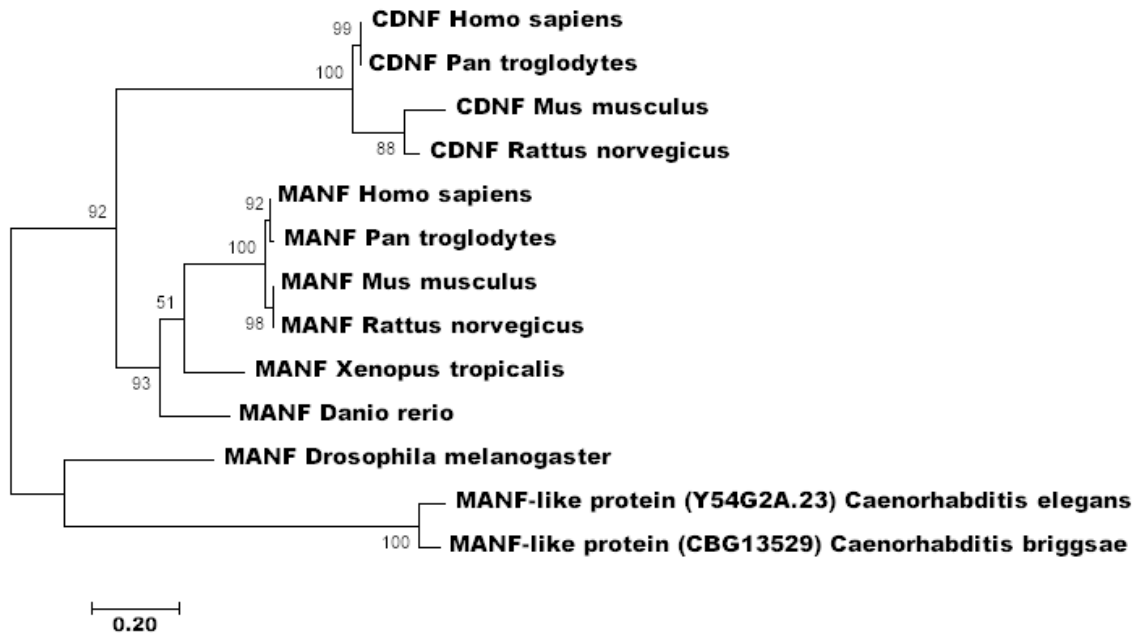 99
CDNF Homo sapiens
CDNF Pan troglodytes
100
CDNF Mus musculus
88
CDNF Rattus norvegicus
92
MANF Homo sapiens
92
MANF Pan troglodytes
100
MANF Mus musculus
51
98
MANF Rattus norvegicus
MANF Xenopus tropicalis
93
MANF Danio rerio
MANF Drosophila melanogaster
MANF-like protein (Y54G2A.23) Caenorhabditis elegans
100
MANF-like protein (CBG13529) Caenorhabditis briggsae
0.20